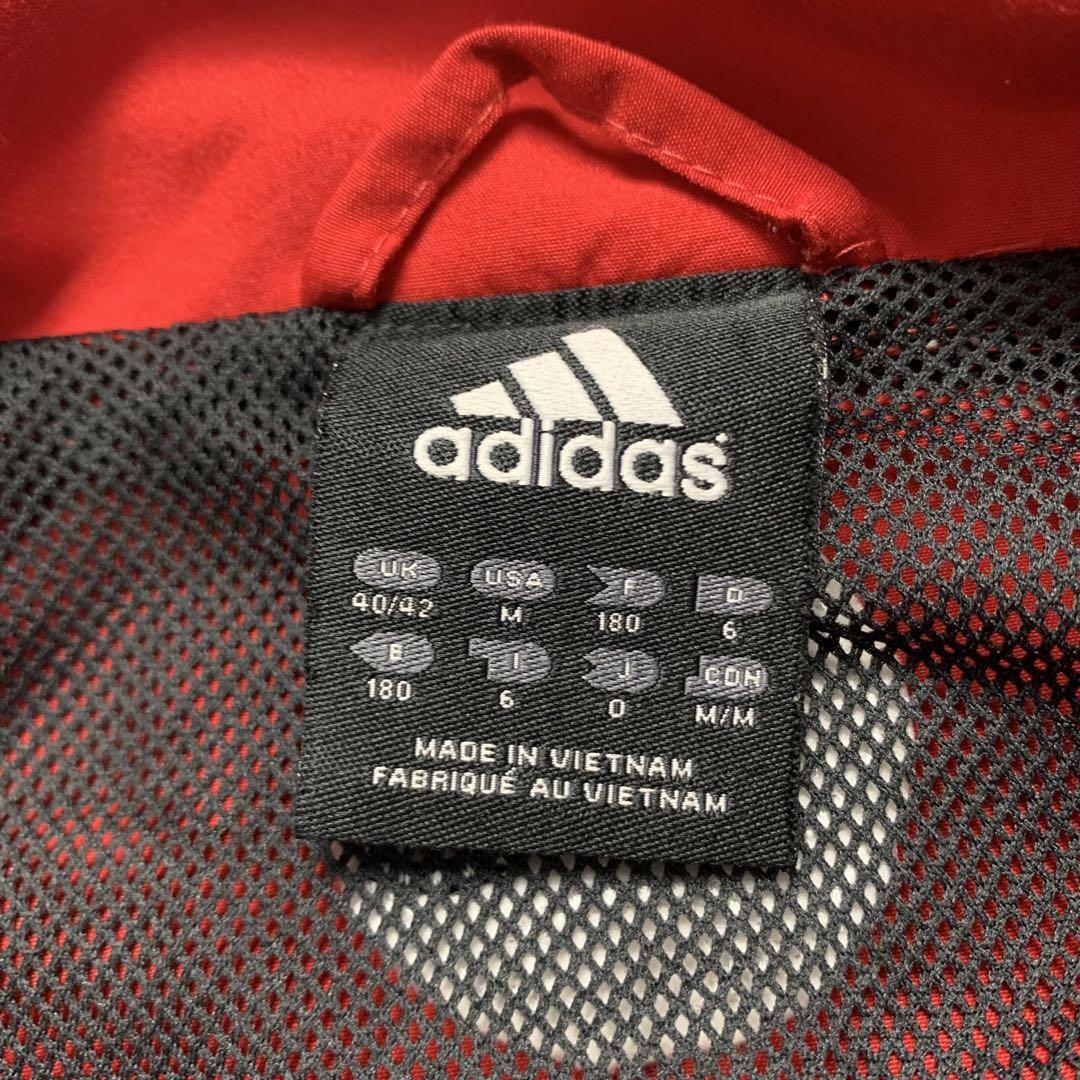 adidas
UK USA F D
40/42 M 180 6
E I J CDN
180 6 O M/M
MADE IN VIETNAM
FABRIQUÉ AU VIETNAM